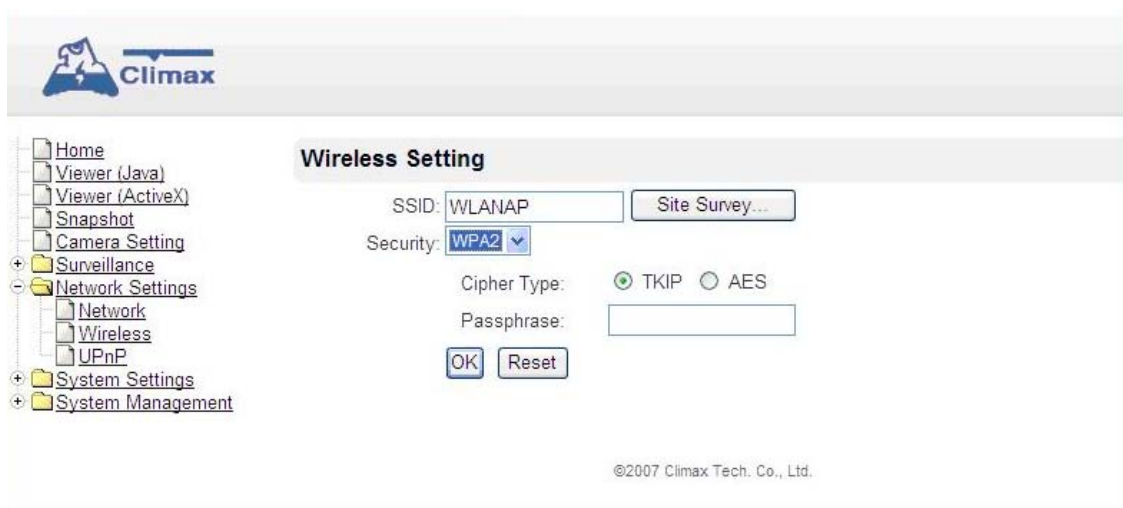 Climax
Home
Viewer (Java)
Viewer (ActiveX)
Snapshot
Camera Setting
Surveillance
Network Settings
Network
Wireless
UPnP
System Settings
System Management
Wireless Setting
SSID: WLANAP Site Survey...
Security: WPA2
Cipher Type: TKIP AES
Passphrase:
OK Reset
©2007 Climax Tech. Co., Ltd.